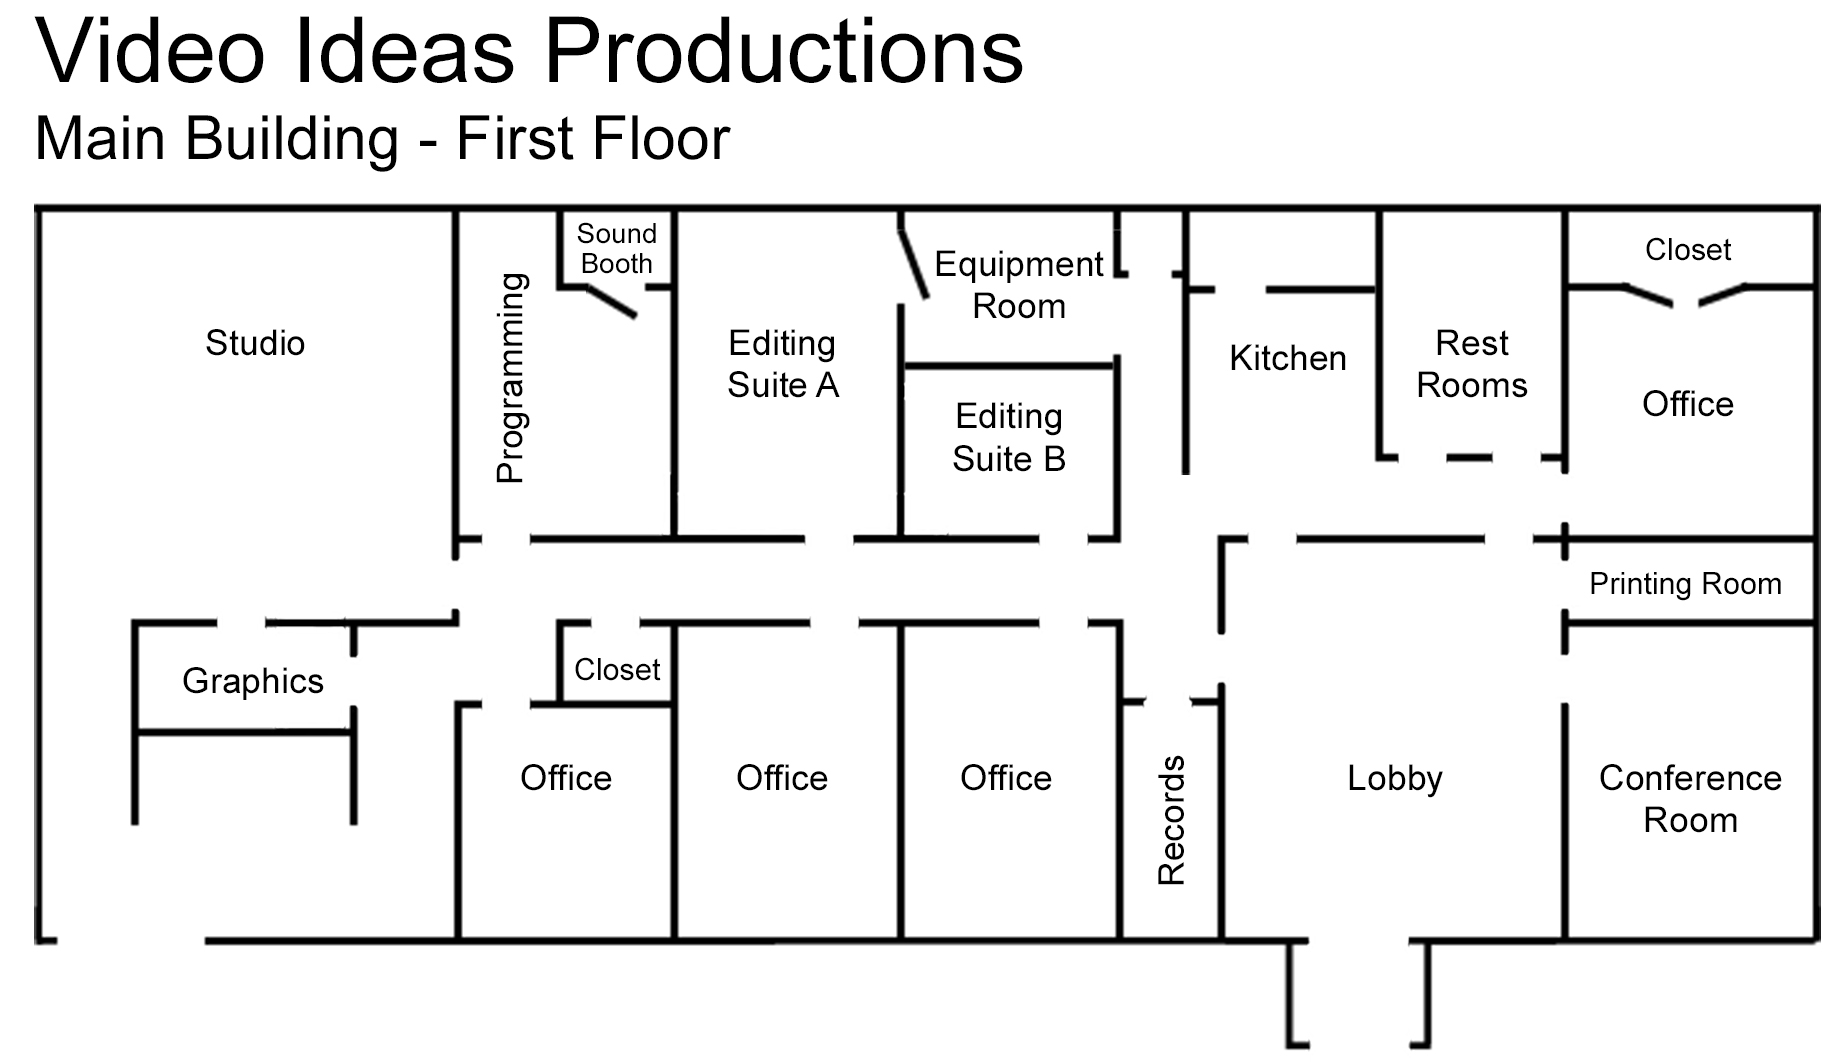 Video Ideas Productions
Main Building - First Floor
Studio
Programming
Sound
Booth
Editing
Suite A
Equipment
Room
Editing
Suite B
Kitchen
Rest
Rooms
Closet
Office
Printing Room
Graphics
Closet
Office
Office
Office
Records
Lobby
Conference
Room